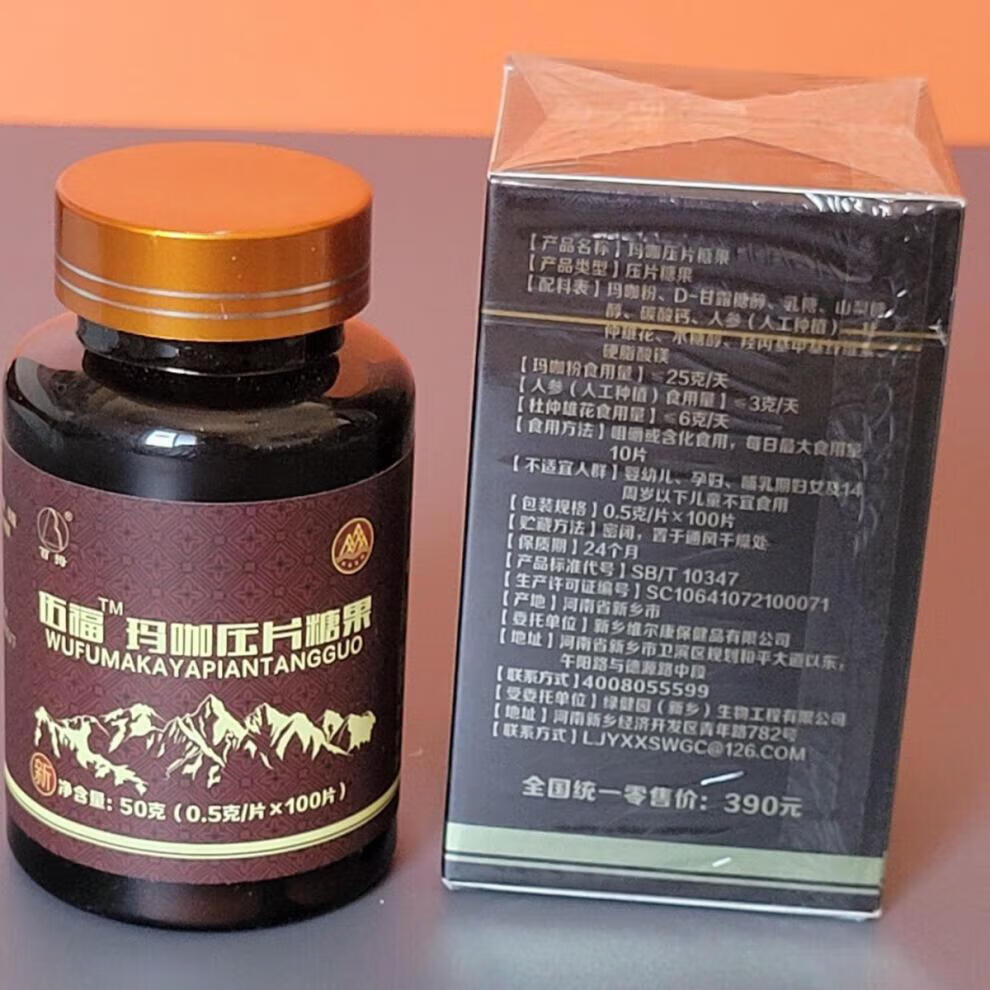 百
伍福™ 玛咖压片糖果
WUFUMAKAYAPIANTANGGUO
新
净含量：50克（0.5克/片×100片）
【产品名称】玛咖压片糖果
【产品类型】压片糖果
【配料表】玛咖粉、D-甘露糖醇、乳糖、山梨糖
醇、碳酸钙、人参（人工种植）
仲雄花、木糖醇、羟丙基甲基纤维素
硬脂酸镁
【玛咖粉食用量】≤25克/天
【人参（人工种植）食用量】≤3克/天
【杜仲雄花食用量】≤6克/天
【食用方法】咀嚼或含化食用，每日最大食用量
10片
【不适宜人群】婴幼儿、孕妇、哺乳期妇女及14
周岁以下儿童不宜食用
【包装规格】0.5克/片×100片
【贮藏方法】密闭，置于通风干燥处
【保质期】24个月
【产品标准代号】SB/T 10347
【生产许可证编号】SC10641072100071
【产地】河南省新乡市
【委托单位】新乡维尔康保健品有限公司
【地址】河南省新乡市卫滨区规划和平大道以东，
午阳路与德源路中段
【联系方式】4008055599
【受委托单位】绿健园（新乡）生物工程有限公司
【地址】河南新乡经济开发区青年路782号
【联系方式】LJYXXSWGC@126.COM
全国统一零售价：390元